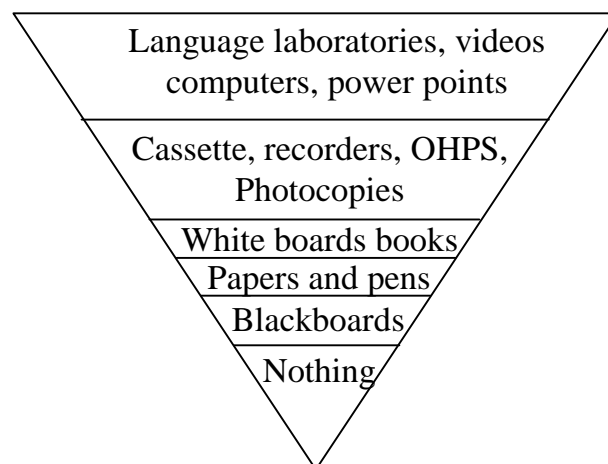 Language laboratories, videos
computers, power points
Cassette, recorders, OHPS,
Photocopies
White boards books
Papers and pens
Blackboards
Nothing